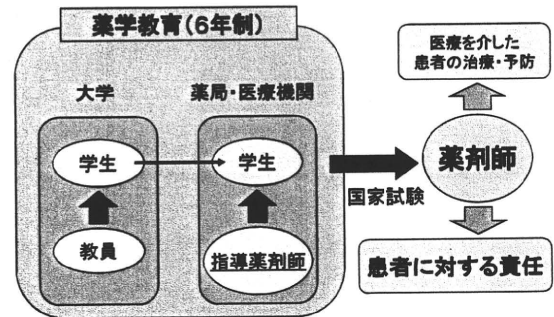 薬学教育(6年制)
大学
薬局・医療機関
学生
学生
教員
指導薬剤師
国家試験
薬剤師
医療を介した
患者の治療・予防
患者に対する責任